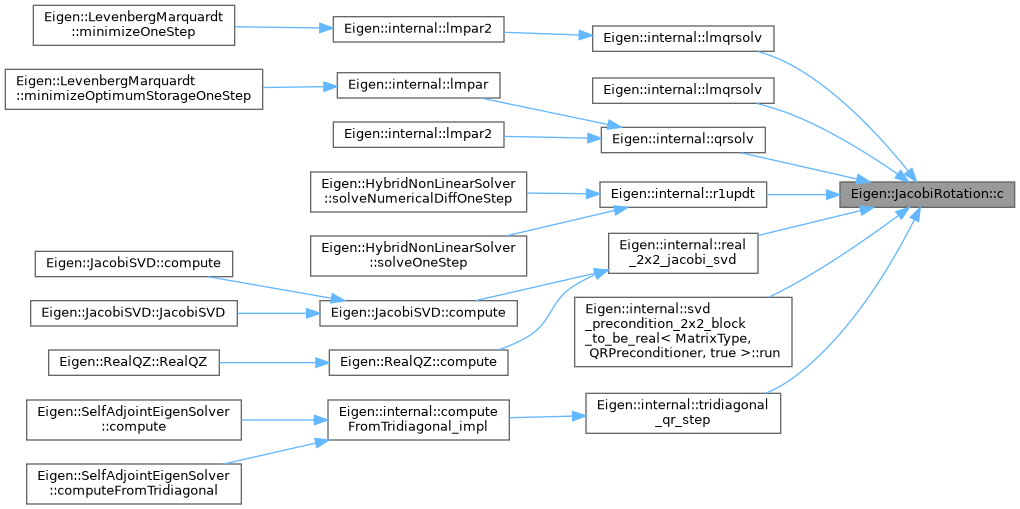 Eigen::LevenbergMarquardt
::minimizeOneStep
Eigen::internal::lmpar2
Eigen::internal::lmqrsolv
Eigen::LevenbergMarquardt
::minimizeOptimumStorageOneStep
Eigen::internal::lmpar
Eigen::internal::lmqrsolv
Eigen::internal::lmpar2
Eigen::internal::qrsolv
Eigen::HybridNonLinearSolver
::solveNumericalDiffOneStep
Eigen::internal::r1updt
Eigen::JacobiRotation::c
Eigen::HybridNonLinearSolver
::solveOneStep
Eigen::internal::real
_2x2_jacobi_svd
Eigen::JacobiSVD::compute
Eigen::JacobiSVD::JacobiSVD
Eigen::JacobiSVD::compute
Eigen::internal::svd
_precondition_2x2_block
_to_be_real< MatrixType,
QRPreconditioner, true >::run
Eigen::RealQZ::RealQZ
Eigen::RealQZ::compute
Eigen::SelfAdjointEigenSolver
::compute
Eigen::internal::compute
FromTridiagonal_impl
Eigen::internal::tridiagonal
_qr_step
Eigen::SelfAdjointEigenSolver
::computeFromTridiagonal